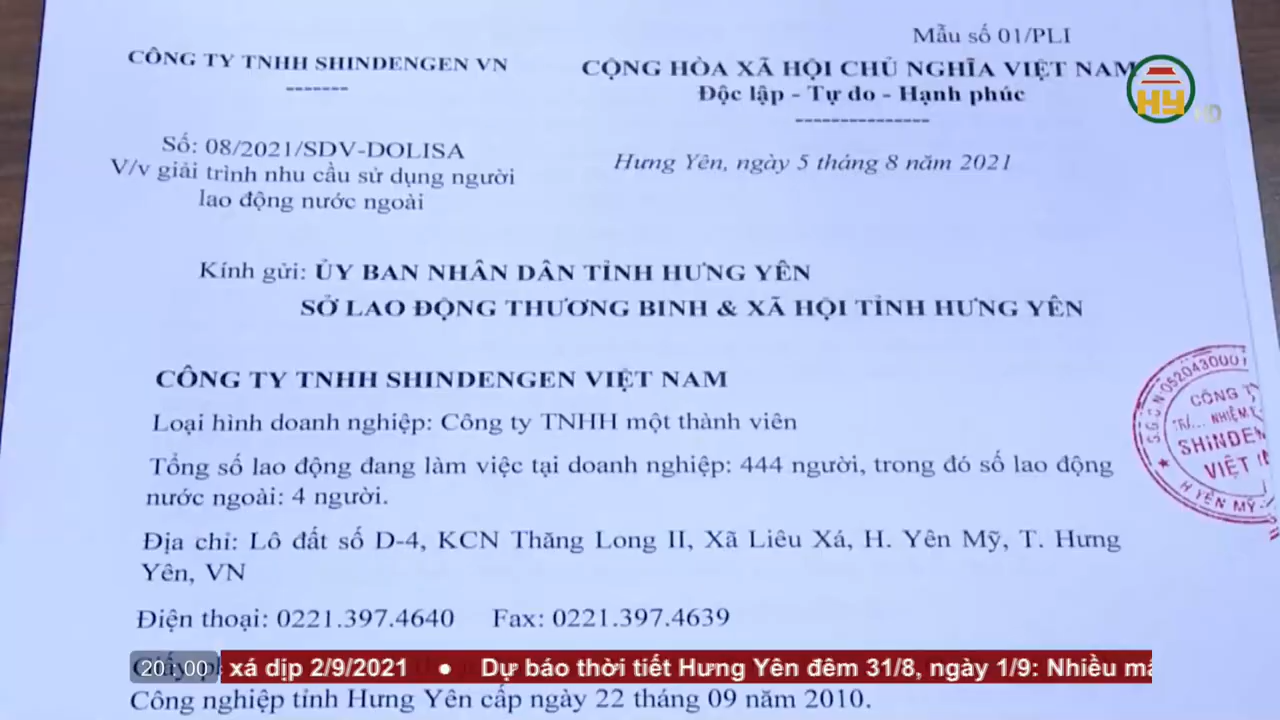 Mẫu số 01/PLI
CÔNG TY TNHH SHINDENGEN VN
CỘNG HÒA XÃ HỘI CHỦ NGHĨA VIỆT NAM
Độc lập - Tự do - Hạnh phúc
HY
HD
Số: 08/2021/SDV-DOLISA
V/v giải trình nhu cầu sử dụng người
lao động nước ngoài
Hưng Yên, ngày 5 tháng 8 năm 2021
Kính gửi: ỦY BAN NHÂN DÂN TỈNH HƯNG YÊN
SỞ LAO ĐỘNG THƯƠNG BINH & XÃ HỘI TỈNH HƯNG YÊN
CÔNG TY TNHH SHINDENGEN VIỆT NAM
Loại hình doanh nghiệp: Công ty TNHH một thành viên
Tổng số lao động đang làm việc tại doanh nghiệp: 444 người, trong đó số lao động
nước ngoài: 4 người.
Địa chỉ: Lô đất số D-4, KCN Thăng Long II, Xã Liêu Xá, H. Yên Mỹ, T. Hưng
Yên, VN
Điện thoại: 0221.397.4640 Fax: 0221.397.4639
Công nghiệp tỉnh Hưng Yên cấp ngày 22 tháng 09 năm 2010.
CÔNG TY
SHINDEN
VIỆT
H YÊN MỸ
20:00
xá dịp 2/9/2021 • Dự báo thời tiết Hưng Yên đêm 31/8, ngày 1/9: Nhiều mâ